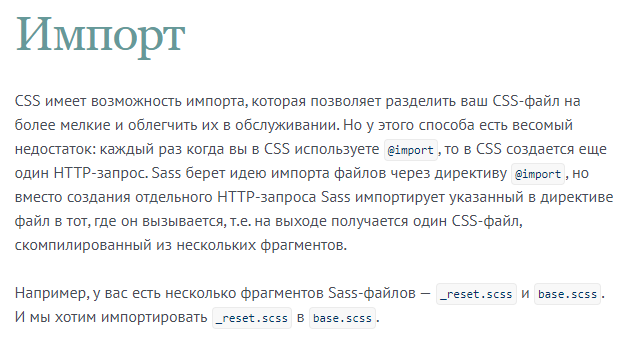 Импорт
CSS имеет возможность импорта, которая позволяет разделить ваш CSS-файл на
более мелкие и облегчить их в обслуживании. Но у этого способа есть весомый
недостаток: каждый раз когда вы в CSS используете @import, то в CSS создается еще
один HTTP-запрос. Sass берет идею импорта файлов через директиву @import, но
вместо создания отдельного HTTP-запроса Sass импортирует указанный в директиве
файл в тот, где он вызывается, т.е. на выходе получается один CSS-файл,
скомпилированный из нескольких фрагментов.
Например, у вас есть несколько фрагментов Sass-файлов — _reset.scss и base.scss.
И мы хотим импортировать _reset.scss в base.scss.